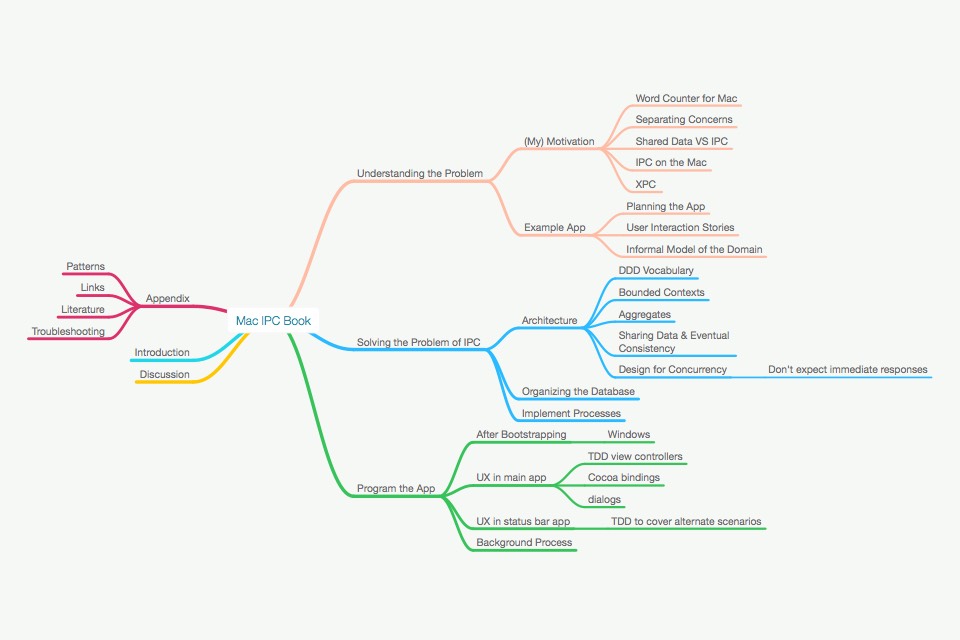 Mac IPC Book
Understanding the Problem
(My) Motivation
Word Counter for Mac
Separating Concerns
Shared Data VS IPC
IPC on the Mac
XPC
Example App
Planning the App
User Interaction Stories
Informal Model of the Domain
Solving the Problem of IPC
Architecture
DDD Vocabulary
Bounded Contexts
Aggregates
Sharing Data & Eventual
Consistency
Design for Concurrency
Don't expect immediate responses
Organizing the Database
Implement Processes
Program the App
After Bootstrapping
Windows
UX in main app
TDD view controllers
Cocoa bindings
dialogs
UX in status bar app
TDD to cover alternate scenarios
Background Process
Appendix
Patterns
Links
Literature
Troubleshooting
Introduction
Discussion